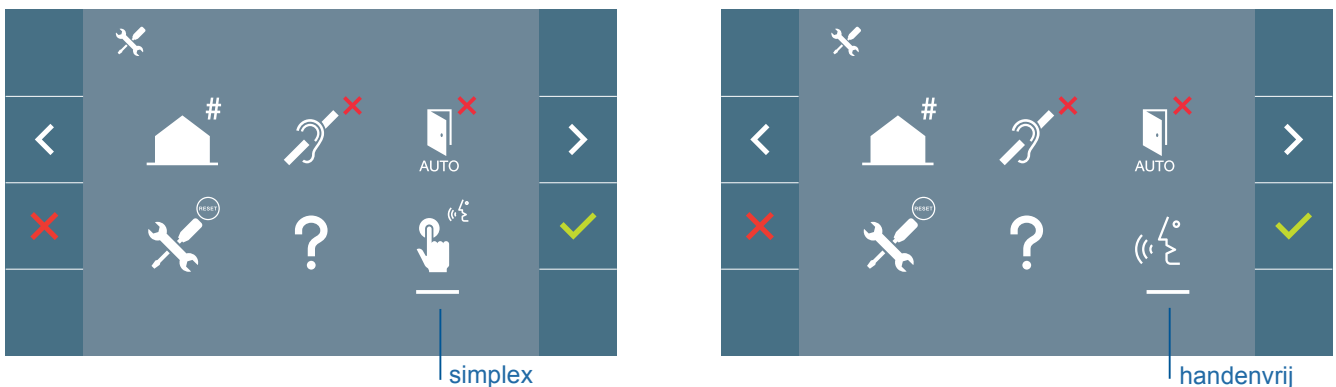 #
AUTO
RESET
?
simplex
#
AUTO
RESET
?
handenvrij